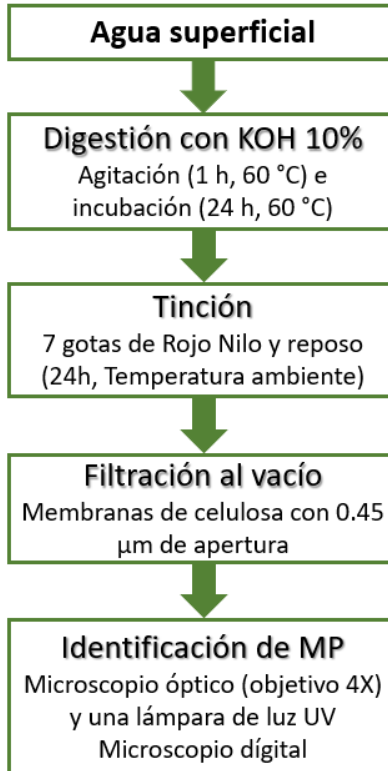 Agua superficial
Digestión con KOH 10%
Agitación (1 h, 60 °C) e
incubación (24 h, 60 °C)
Tinción
7 gotas de Rojo Nilo y reposo
(24h, Temperatura ambiente)
Filtración al vacío
Membranas de celulosa con 0.45
µm de apertura
Identificación de MP
Microscopio óptico (objetivo 4X)
y una lámpara de luz UV
Microscopio dígital